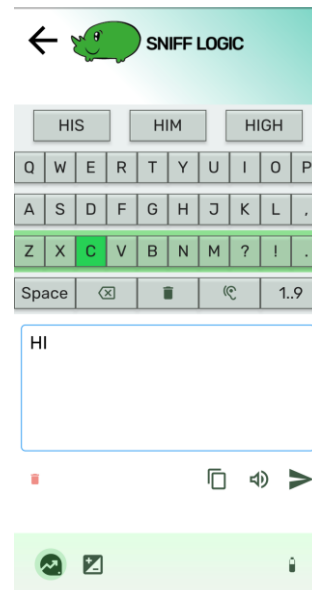 SNIFF LOGIC
HIS HIM HIGH
Q W E R T Y U I O P
A S D F G H J K L ,
Z X C V B N M ? ! .
Space 1..9
HI